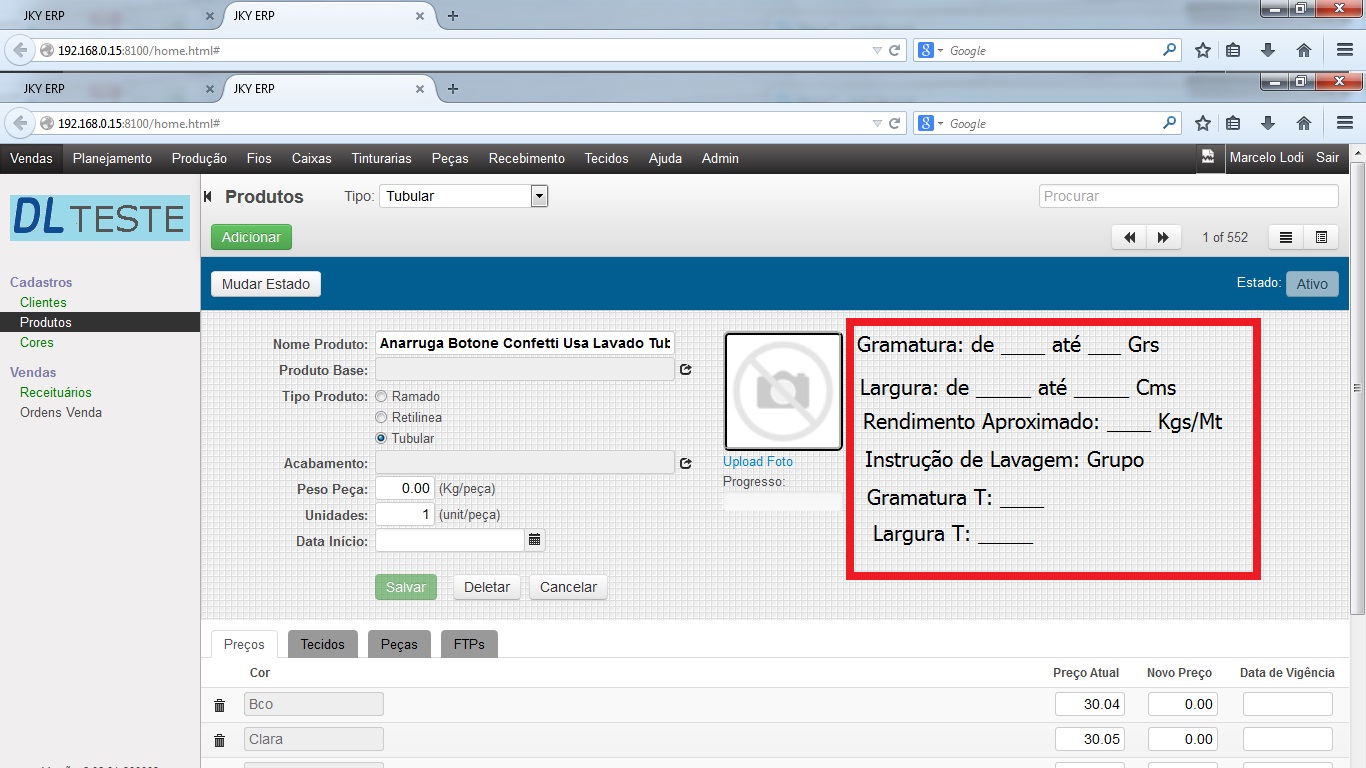 JKY ERP JKY ERP
192.168.0.15:8100/home.html# Google
JKY ERP JKY ERP
192.168.0.15:8100/home.html# Google
Vendas Planejamento Produção Fios Caixas Tinturarias Peças Recebimento Tecidos Ajuda Admin Marcelo Lodi Sair
DL TESTE
Cadastros
Clientes
Produtos
Cores
Vendas
Receituários
Ordens Venda
Produtos Tipo: Tubular Procurar
Adicionar 1 of 552
Mudar Estado Estado: Ativo
Nome Produto: Anarruga Botone Confetti Usa Lavado Tub
Produto Base:
Tipo Produto: Ramado
Retilinea
Tubular
Acabamento:
Peso Peça: 0.00 (Kg/peça)
Unidades: 1 (unit/peça)
Data Início:
Salvar Deletar Cancelar
Upload Foto
Progresso:
Gramatura: de ____ até ___ Grs
Largura: de _____ até _____ Cms
Rendimento Aproximado: ____ Kgs/Mt
Instrução de Lavagem: Grupo
Gramatura T: ____
Largura T: _____
Preços Tecidos Peças FTPs
Cor Preço Atual Novo Preço Data de Vigência
Bco 30.04 0.00
Clara 30.05 0.00